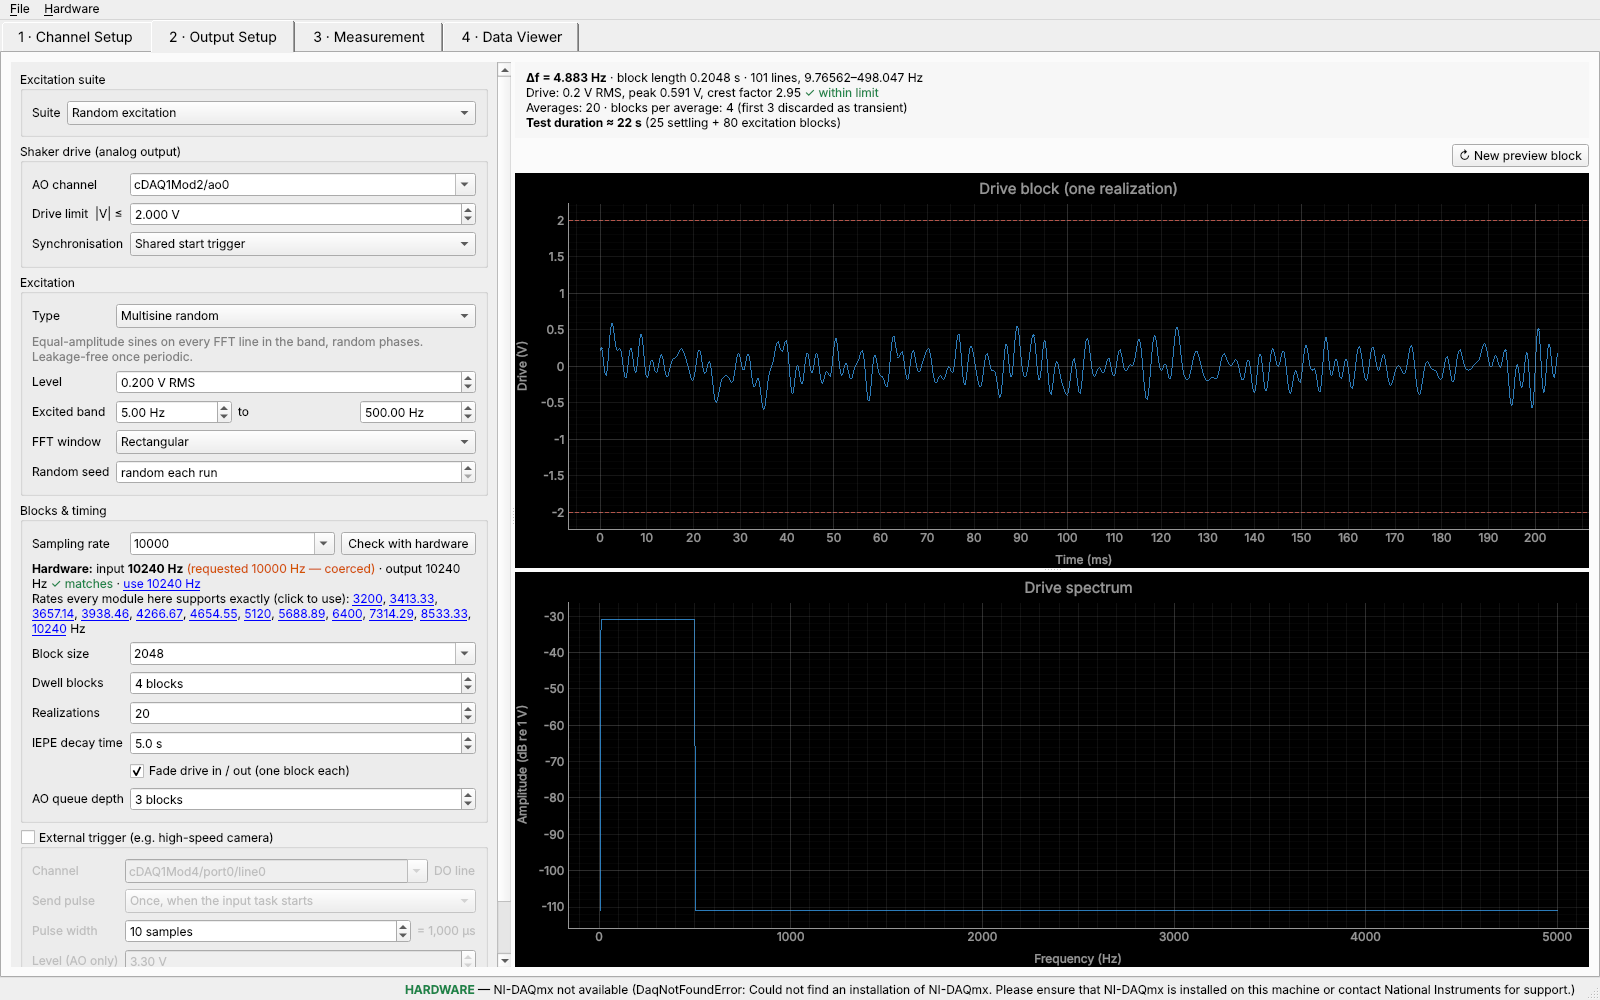 File Hardware
1 · Channel Setup 2 · Output Setup 3 · Measurement 4 · Data Viewer
Excitation suite
Suite Random excitation
Shaker drive (analog output)
AO channel cDAQ1Mod2/ao0
Drive limit |V| ≤ 2.000 V
Synchronisation Shared start trigger
Excitation
Type Multisine random
Equal-amplitude sines on every FFT line in the band, random phases.
Leakage-free once periodic.
Level 0.200 V RMS
Excited band 5.00 Hz to 500.00 Hz
FFT window Rectangular
Random seed random each run
Blocks & timing
Sampling rate 10000 Check with hardware
Hardware: input 10240 Hz (requested 10000 Hz — coerced) · output 10240
Hz ✓ matches · use 10240 Hz
Rates every module here supports exactly (click to use): 3200, 3413.33,
3657.14, 3938.46, 4266.67, 4654.55, 5120, 5688.89, 6400, 7314.29, 8533.33,
10240 Hz
Block size 2048
Dwell blocks 4 blocks
Realizations 20
IEPE decay time 5.0 s
✓ Fade drive in / out (one block each)
AO queue depth 3 blocks
External trigger (e.g. high-speed camera)
Channel cDAQ1Mod4/port0/line0 DO line
Send pulse Once, when the input task starts
Pulse width 10 samples = 1,000 µs
Level (AO only) 3.30 V
Δf = 4.883 Hz · block length 0.2048 s · 101 lines, 9.76562–498.047 Hz
Drive: 0.2 V RMS, peak 0.591 V, crest factor 2.95 ✓ within limit
Averages: 20 · blocks per average: 4 (first 3 discarded as transient)
Test duration ≈ 22 s (25 settling + 80 excitation blocks)
↻ New preview block
Drive block (one realization)
Drive (V)
2
1.5
1
0.5
0
-0.5
-1
-1.5
-2
0 10 20 30 40 50 60 70 80 90 100 110 120 130 140 150 160 170 180 190 200
Time (ms)
Drive spectrum
Amplitude (dB re 1 V)
-30
-40
-50
-60
-70
-80
-90
-100
-110
0 1000 2000 3000 4000 5000
Frequency (Hz)
HARDWARE — NI-DAQmx not available (DaqNotFoundError: Could not find an installation of NI-DAQmx. Please ensure that NI-DAQmx is installed on this machine or contact National Instruments for support.)